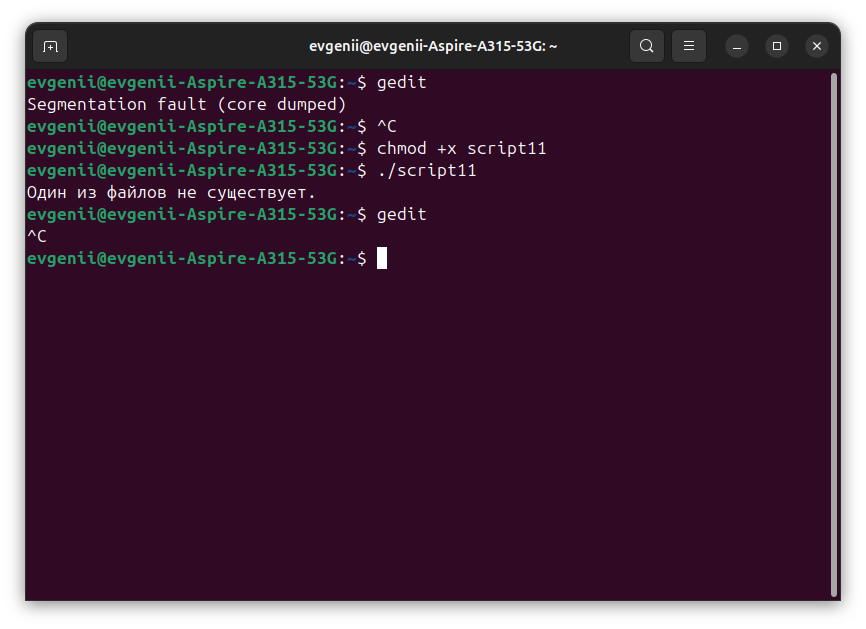 evgenii@evgenii-Aspire-A315-53G: ~
evgenii@evgenii-Aspire-A315-53G:~$ gedit
Segmentation fault (core dumped)
evgenii@evgenii-Aspire-A315-53G:~$ ^C
evgenii@evgenii-Aspire-A315-53G:~$ chmod +x script11
evgenii@evgenii-Aspire-A315-53G:~$ ./script11
Один из файлов не существует.
evgenii@evgenii-Aspire-A315-53G:~$ gedit
^C
evgenii@evgenii-Aspire-A315-53G:~$